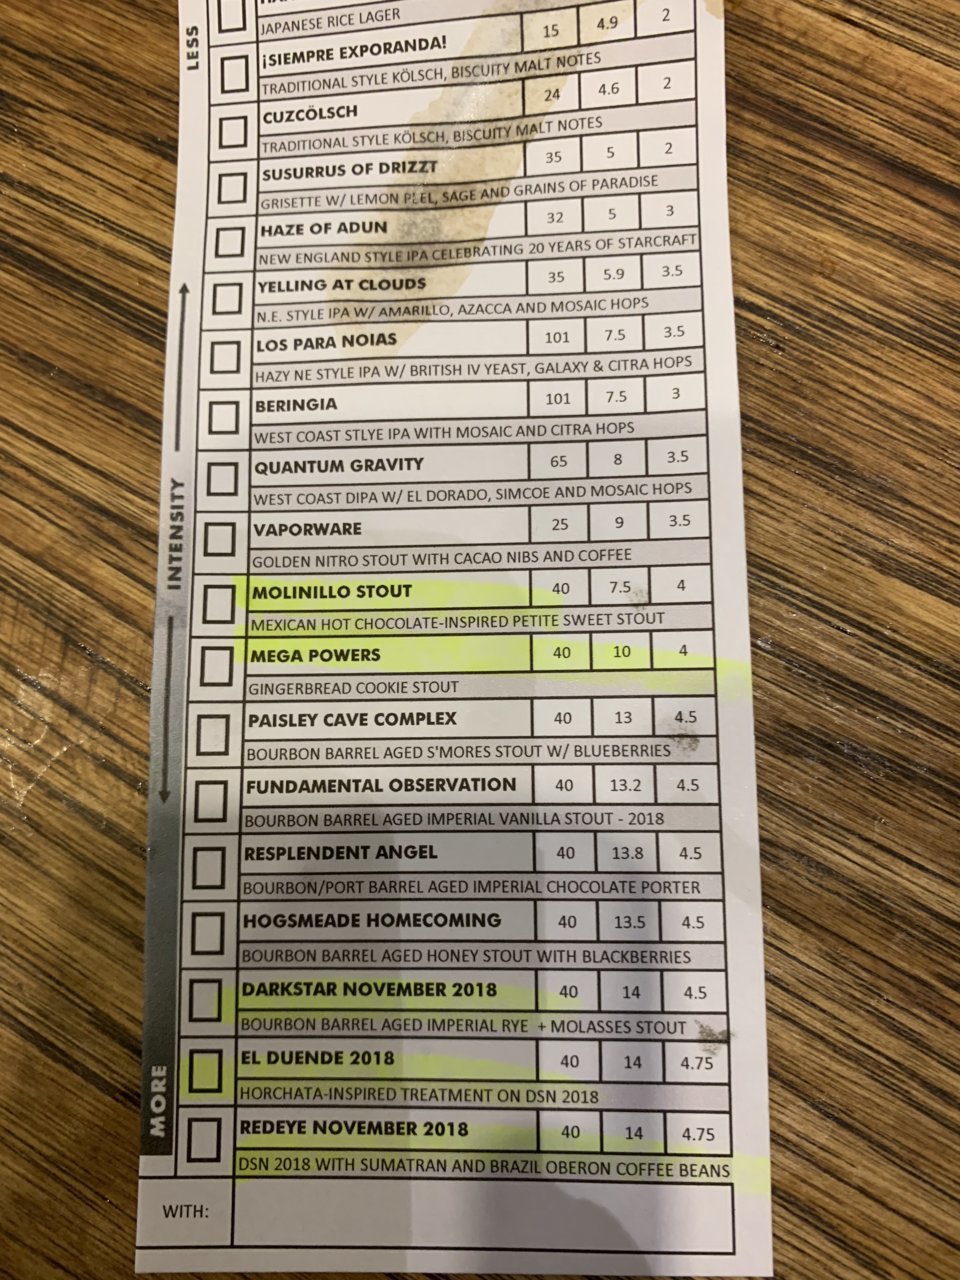 LESS
JAPANESE RICE LAGER 2
¡SIEMPRE EXPORANDA! 15 4.9
TRADITIONAL STYLE KÖLSCH, BISCUITY MALT NOTES
CUZCÖLSCH 24 4.6 2
TRADITIONAL STYLE KÖLSCH, BISCUITY MALT NOTES
SUSURRUS OF DRIZZT 35 5 2
GRISETTE W/ LEMON PEEL, SAGE AND GRAINS OF PARADISE
HAZE OF ADUN 32 5 3
NEW ENGLAND STYLE IPA CELEBRATING 20 YEARS OF STARCRAFT
YELLING AT CLOUDS 35 5.9 3.5
N.E. STYLE IPA W/ AMARILLO, AZACCA AND MOSAIC HOPS
LOS PARA NOIAS 101 7.5 3.5
HAZY NE STYLE IPA W/ BRITISH IV YEAST, GALAXY & CITRA HOPS
BERINGIA 101 7.5 3
WEST COAST STLYE IPA WITH MOSAIC AND CITRA HOPS
QUANTUM GRAVITY 65 8 3.5
WEST COAST DIPA W/ EL DORADO, SIMCOE AND MOSAIC HOPS
INTENSITY
VAPORWARE 25 9 3.5
GOLDEN NITRO STOUT WITH CACAO NIBS AND COFFEE
MOLINILLO STOUT 40 7.5 4
MEXICAN HOT CHOCOLATE-INSPIRED PETITE SWEET STOUT
MEGA POWERS 40 10 4
GINGERBREAD COOKIE STOUT
PAISLEY CAVE COMPLEX 40 13 4.5
BOURBON BARREL AGED S'MORES STOUT W/ BLUEBERRIES
FUNDAMENTAL OBSERVATION 40 13.2 4.5
BOURBON BARREL AGED IMPERIAL VANILLA STOUT - 2018
RESPLENDENT ANGEL 40 13.8 4.5
BOURBON/PORT BARREL AGED IMPERIAL CHOCOLATE PORTER
HOGSMEADE HOMECOMING 40 13.5 4.5
BOURBON BARREL AGED HONEY STOUT WITH BLACKBERRIES
DARKSTAR NOVEMBER 2018 40 14 4.5
BOURBON BARREL AGED IMPERIAL RYE + MOLASSES STOUT
EL DUENDE 2018 40 14 4.75
HORCHATA-INSPIRED TREATMENT ON DSN 2018
MORE
REDEYE NOVEMBER 2018 40 14 4.75
DSN 2018 WITH SUMATRAN AND BRAZIL OBERON COFFEE BEANS
WITH: